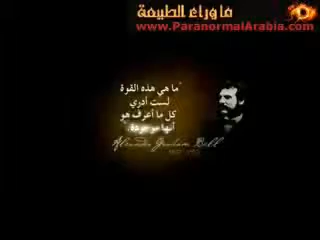 ما وراء الطبيعة
www.ParanormalArabia.com
"ما هي هذه القوة
لست أدري
كل ما أعرف هو
أنها موجودة."
Alexander Graham Bell